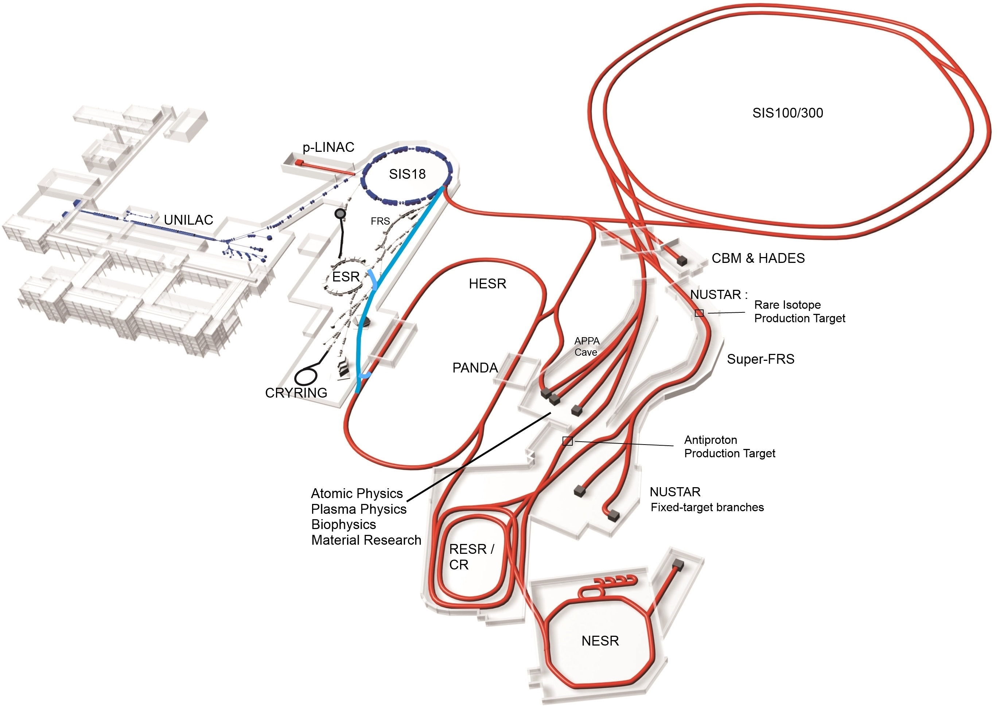 SIS100/300
p-LINAC
SIS18
UNILAC
FRS
CBM & HADES
ESR
HESR
NUSTAR :
Rare Isotope
Production Target
APPA
Cave
Super-FRS
PANDA
CRYRING
Antiproton
Production Target
Atomic Physics
Plasma Physics
Biophysics
Material Research
NUSTAR
Fixed-target branches
RESR /
CR
NESR